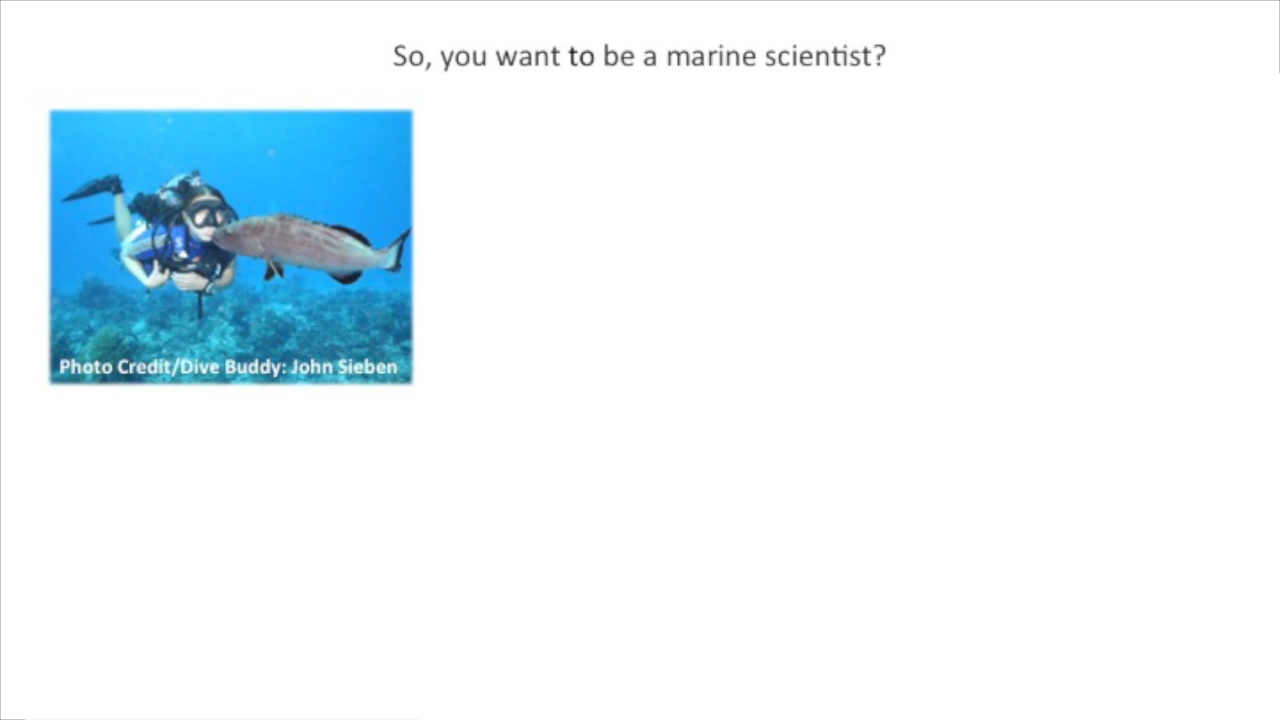 So, you want to be a marine scientist?
Photo Credit/Dive Buddy: John Sieben